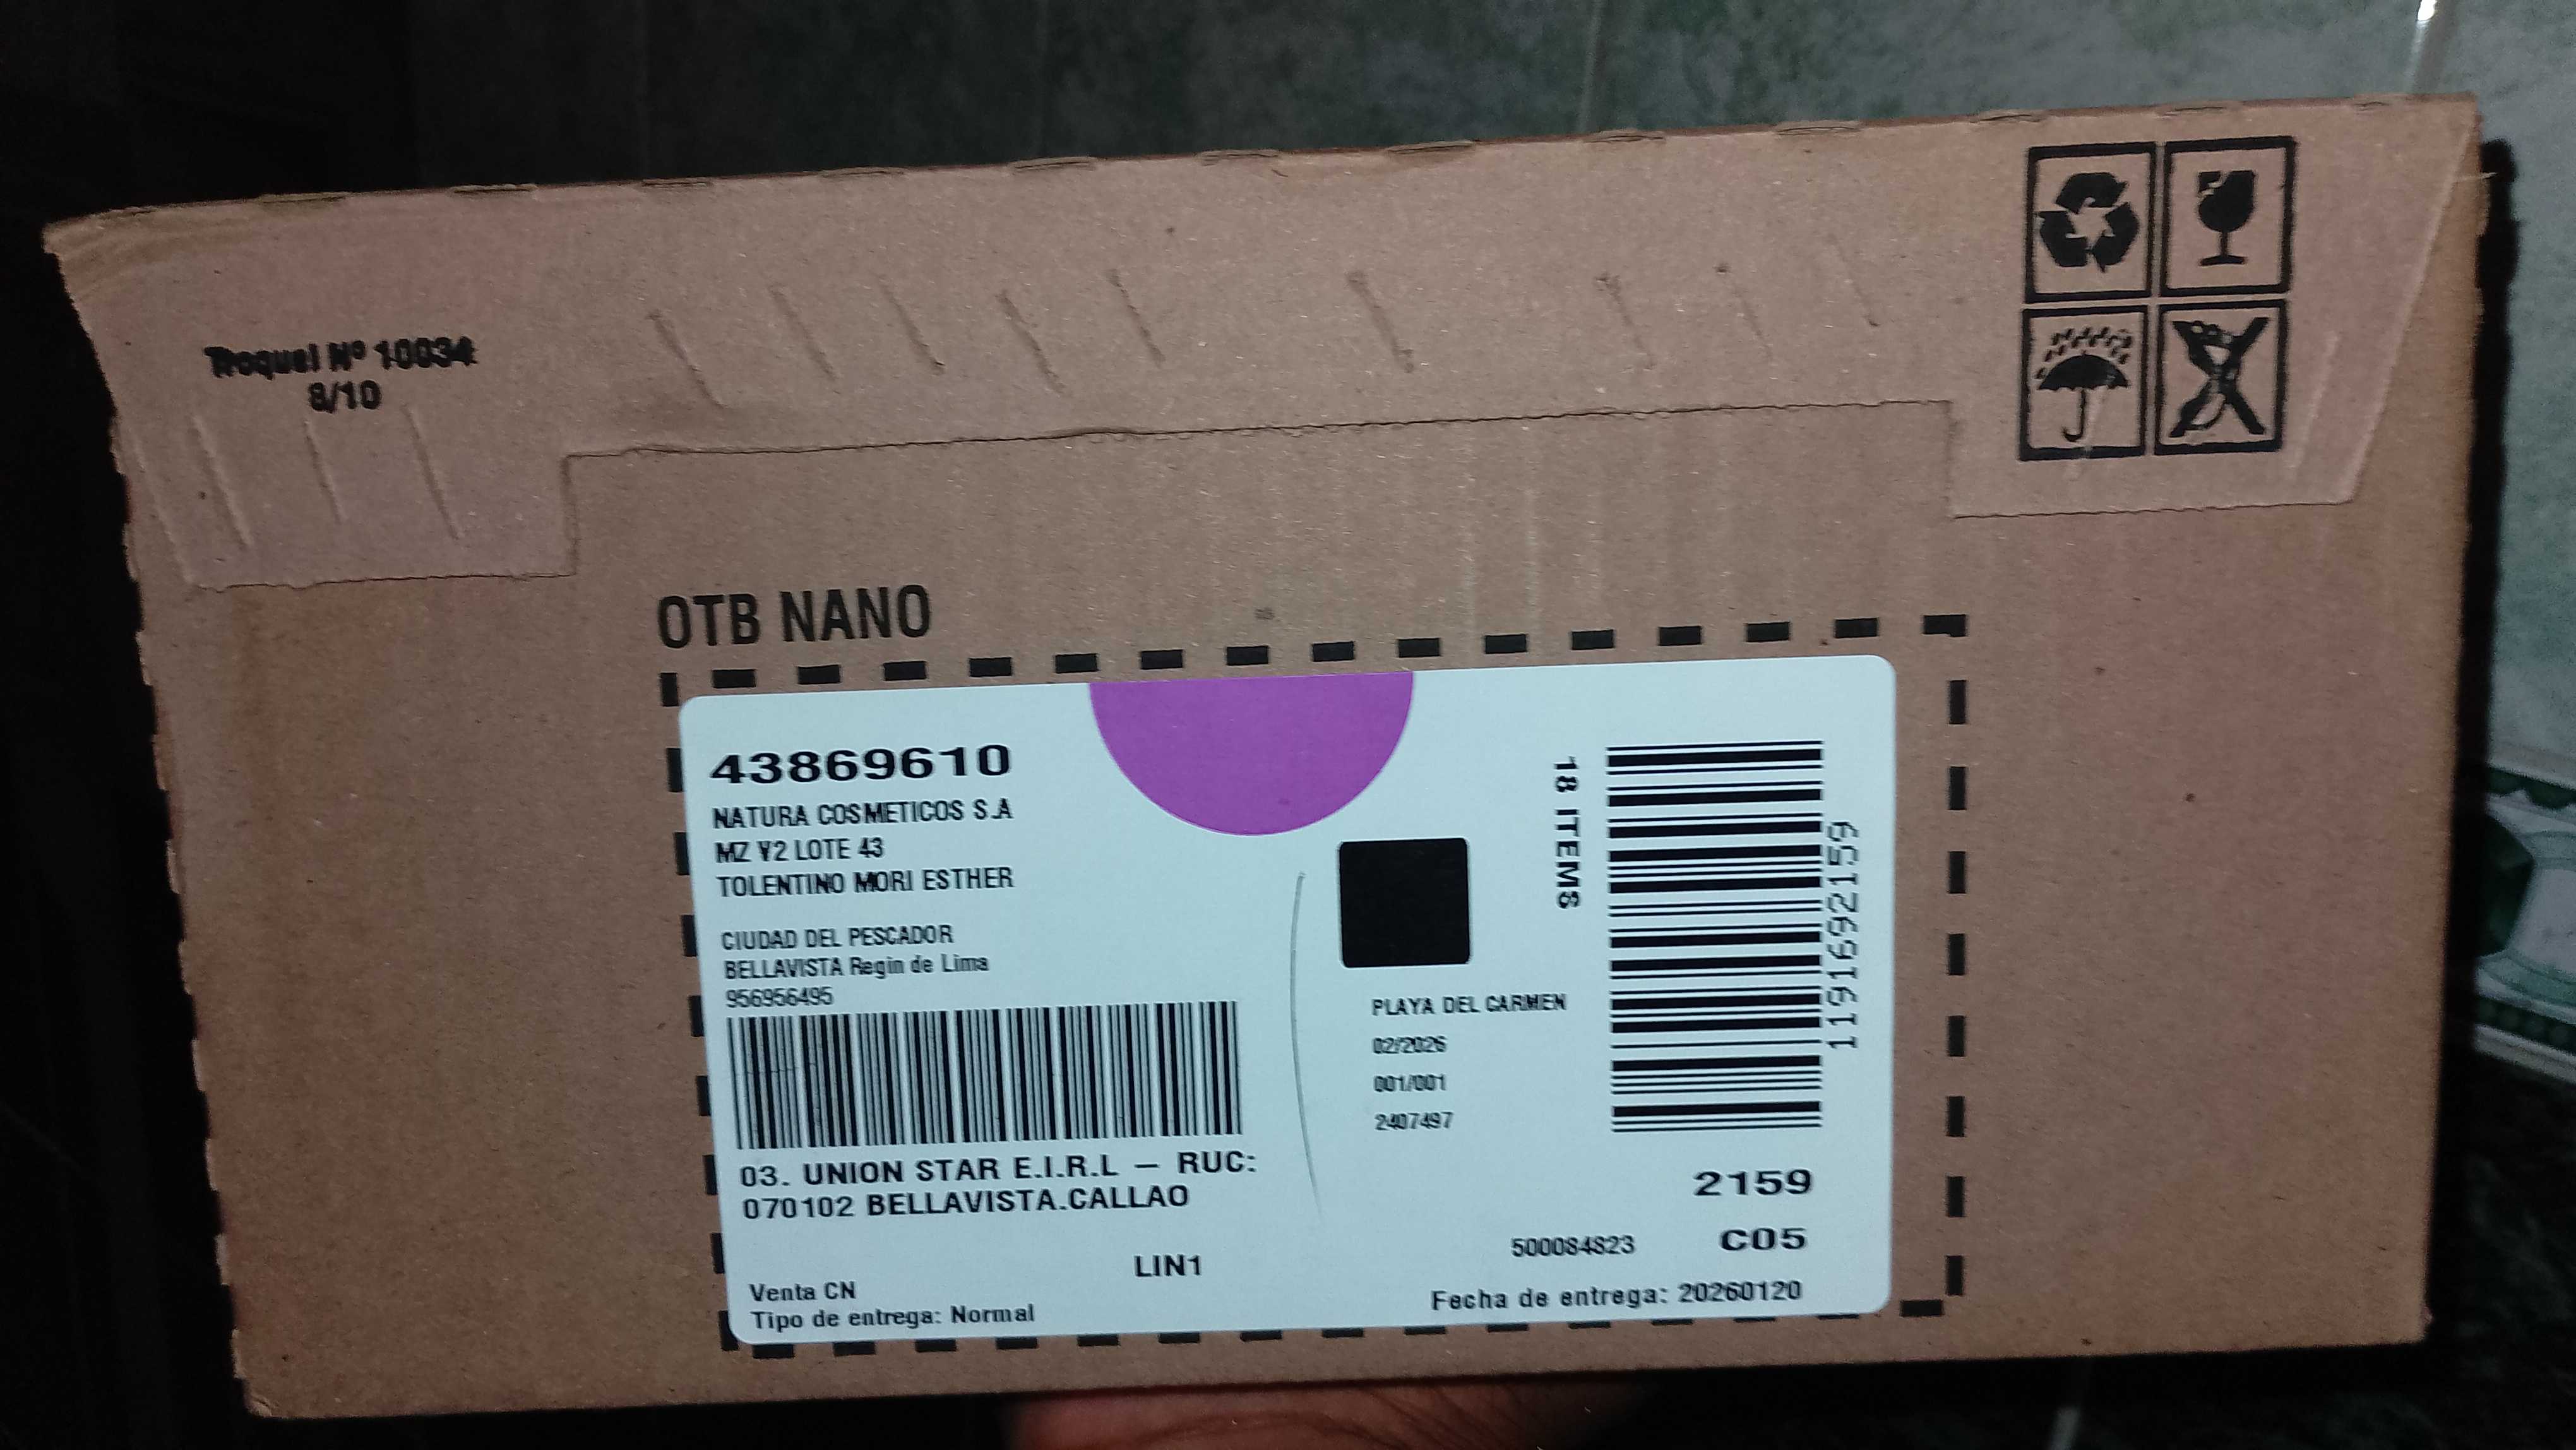 Troquel Nº 10034
8/10
OTB NANO
43869610
NATURA COSMETICOS S.A
MZ Y2 LOTE 43
TOLENTINO MORI ESTHER
CIUDAD DEL PESCADOR
BELLAVISTA Regin de Lima
956956495
03. UNION STAR E.I.R.L – RUC:
070102 BELLAVISTA.CALLAO
LIN1
Venta CN
Tipo de entrega: Normal
18 ITEMS
1191662159
PLAYA DEL CARMEN
02/2026
001/001
2407497
2159
500084823
C05
Fecha de entrega: 20260120